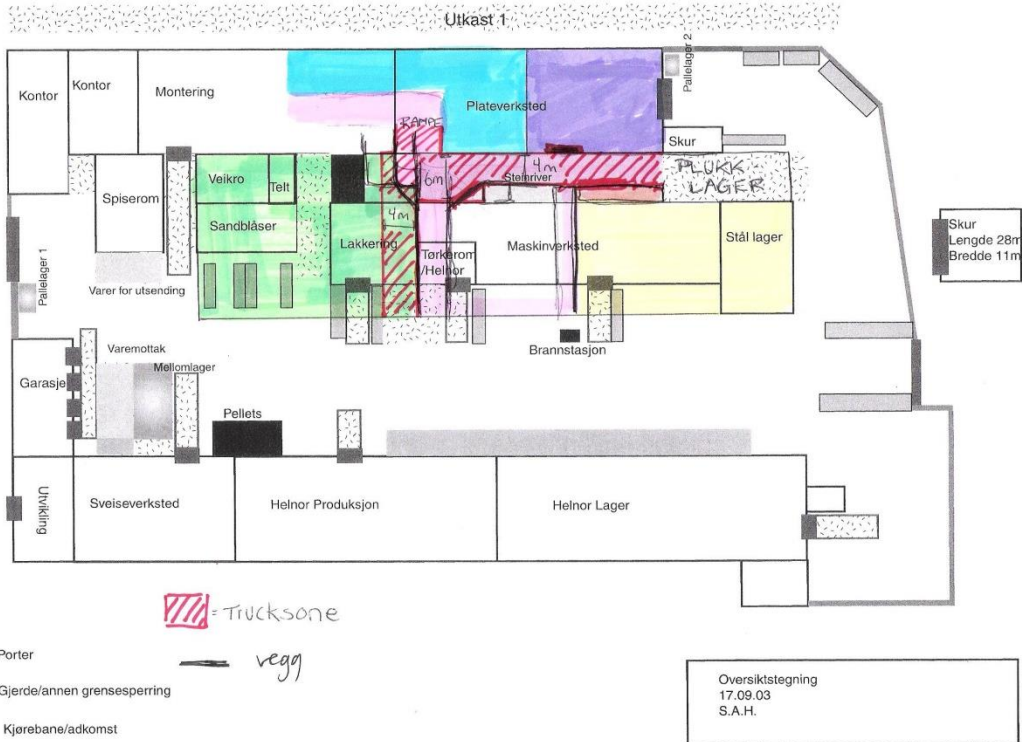 Utkast 1
Kontor
Kontor
Montering
RAMPE
Plateverksted
Pallelager 2
Skur
Spiserom
Veikro
Telt
6m
Steinriver
4m
PLUKK
LAGER
Sandblåser
4m
Lakkering
Tørkerom
/Helnor
Maskinverksted
Stål lager
Skur
Lengde 28m
Bredde 11m
Pallelager 1
Varer for utsending
Brannstasjon
Varemottak
Mellomlager
Garasje
Pellets
Utvikling
Sveiseverksted
Helnor Produksjon
Helnor Lager
= Trucksone
vegg
Porter
Gjerde/annen grensesperring
Kjørebane/adkomst
Oversiktstegning
17.09.03
S.A.H.